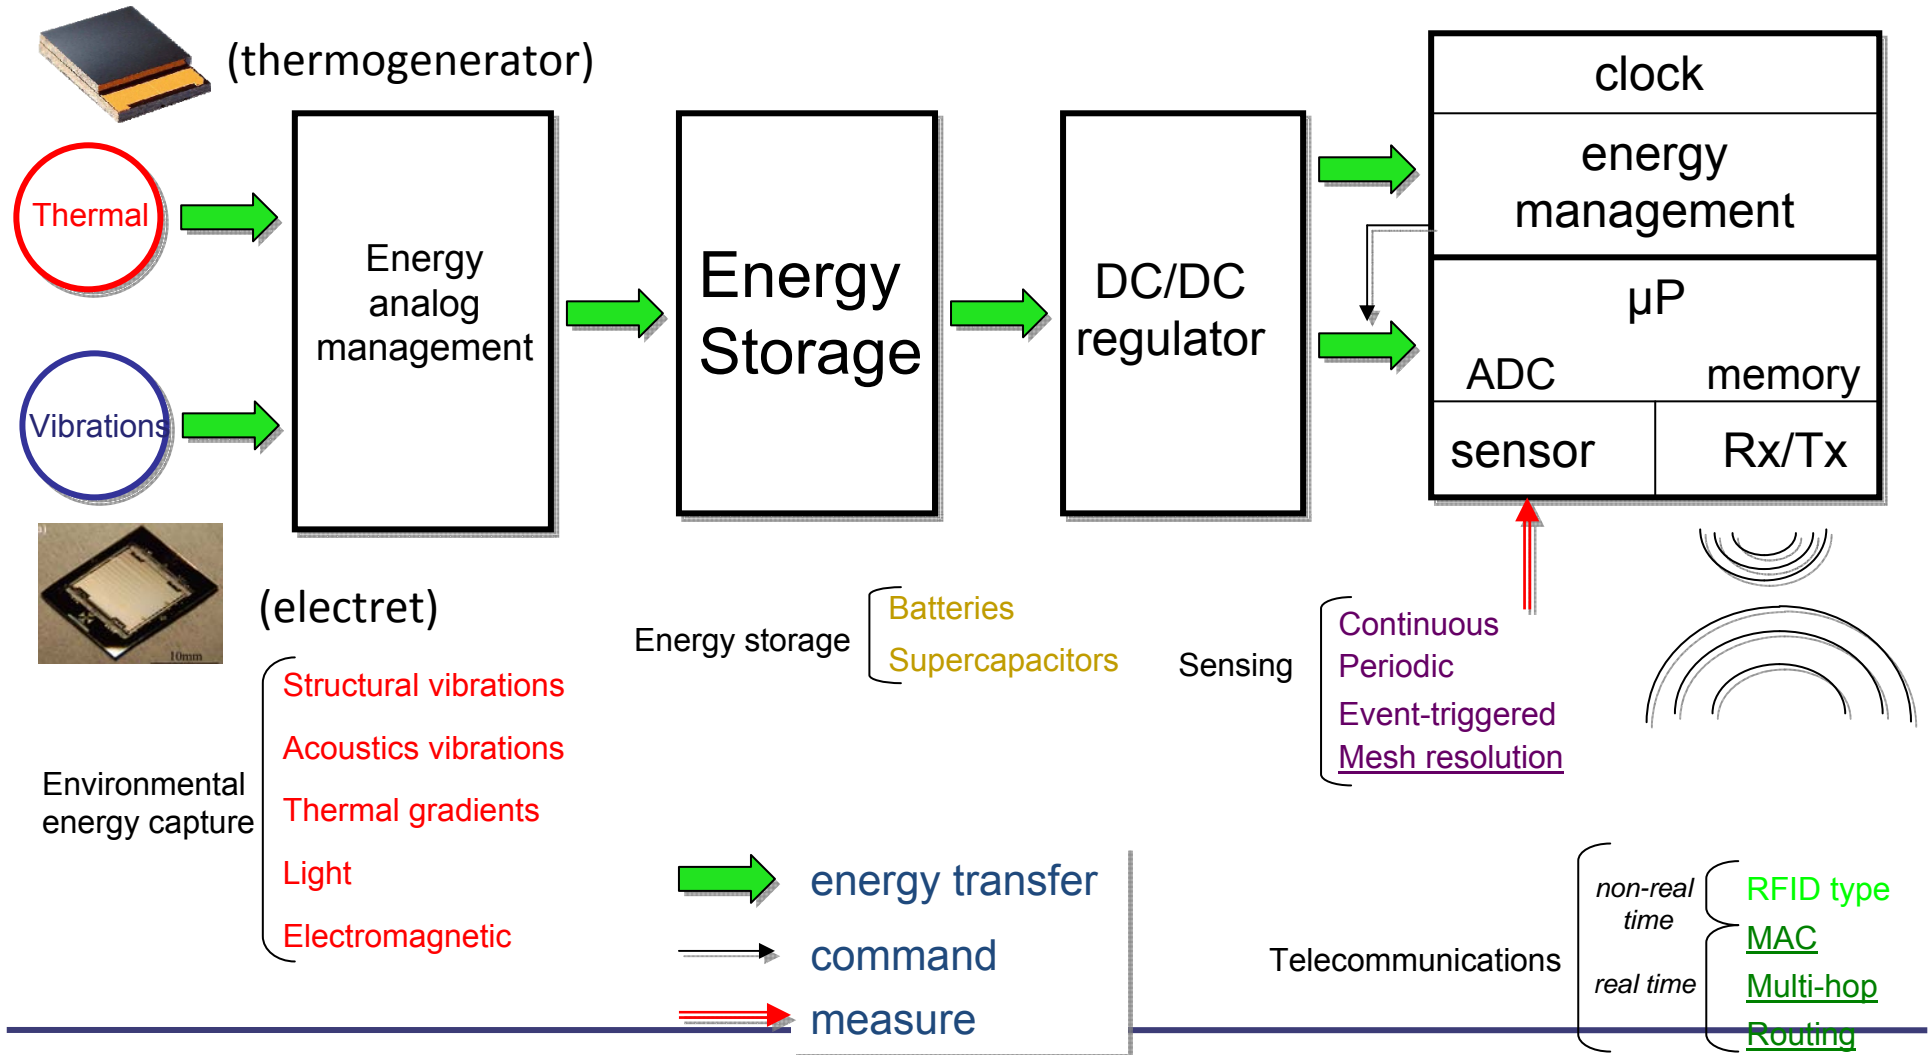 (thermogenerator)
Thermal
Vibrations
Energy
analog
management
Energy
Storage
DC/DC
regulator
clock
energy
management
µP
ADC
memory
sensor
Rx/Tx
10mm
(electret)
Environmental
energy capture
Structural vibrations
Acoustics vibrations
Thermal gradients
Light
Electromagnetic
Energy storage
Batteries
Supercapacitors
Sensing
Continuous
Periodic
Event-triggered
Mesh resolution
energy transfer
command
measure
Telecommunications
non-real
time
real time
RFID type
MAC
Multi-hop
Routing